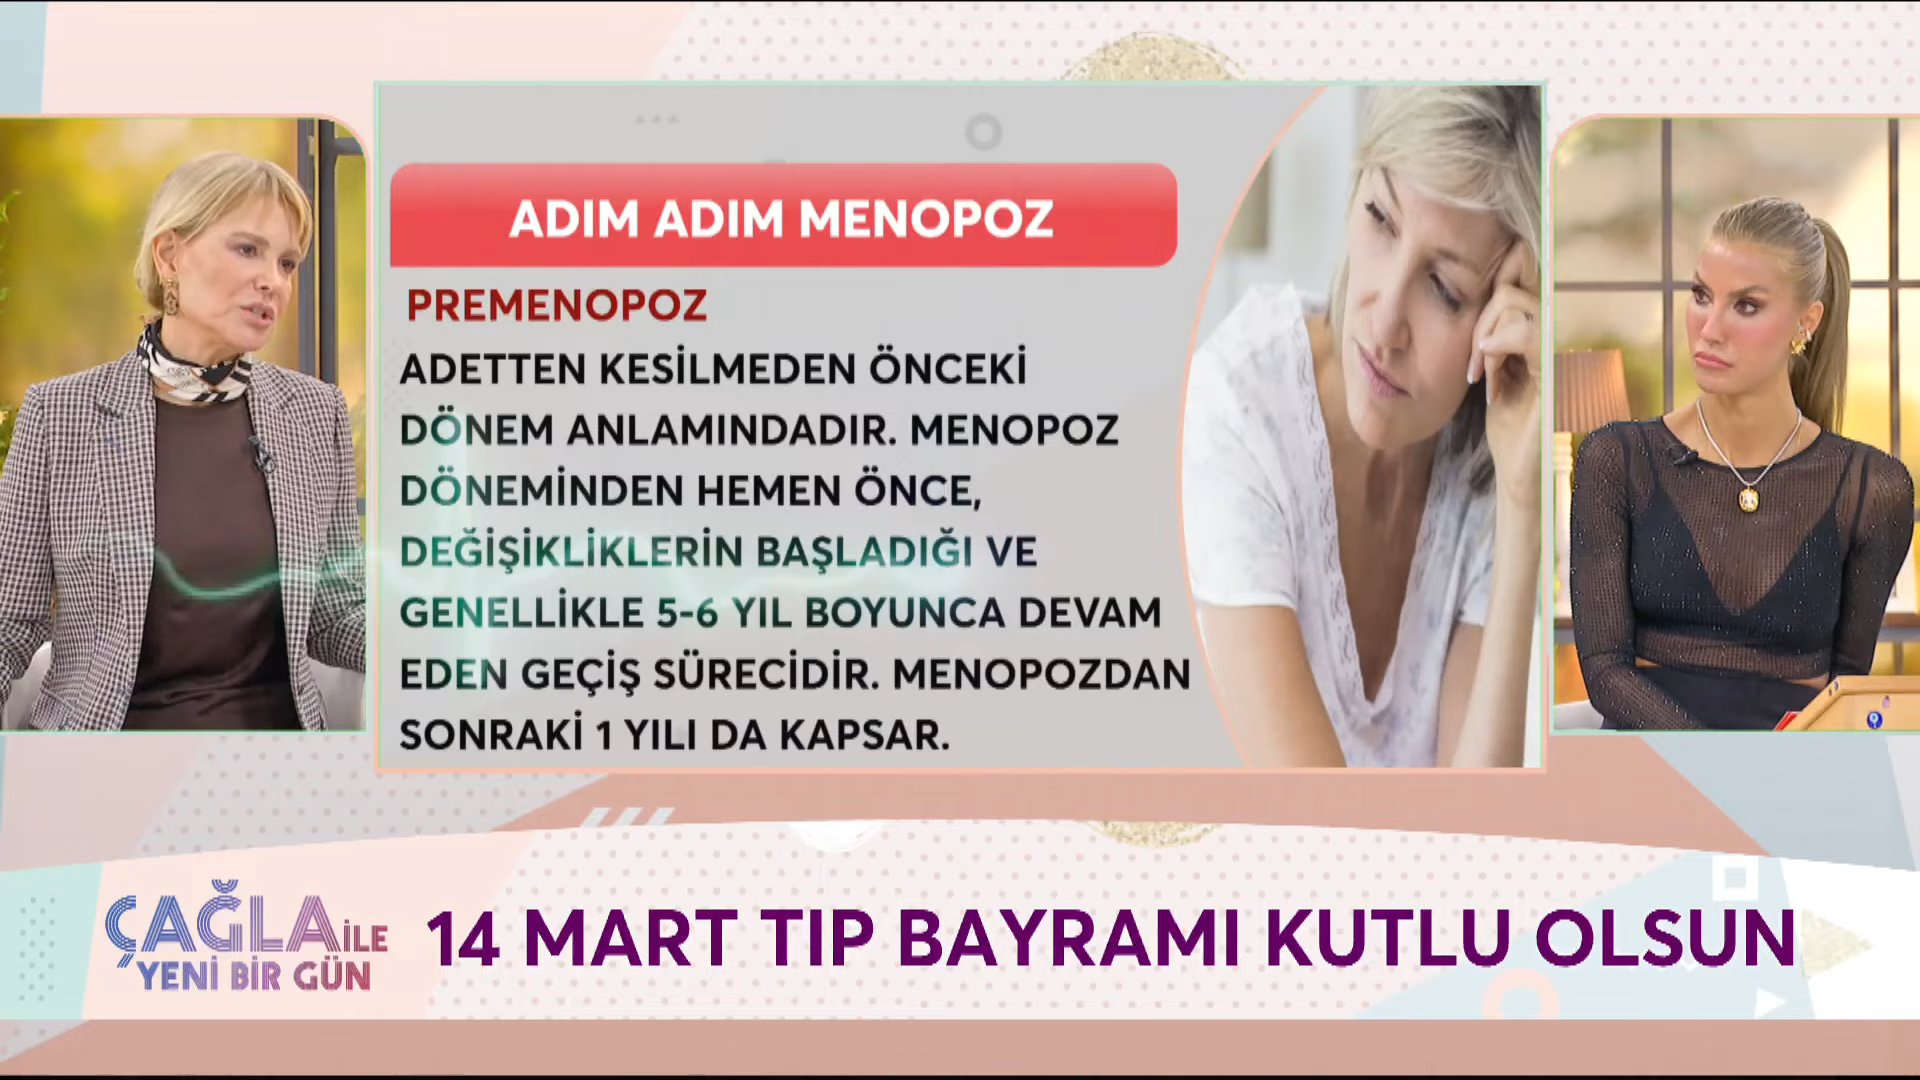 ADIM ADIM MENOPOZ
PREMENOPOZ
ADETTEN KESİLMEDEN ÖNCEKİ
DÖNEM ANLAMINDADIR. MENOPOZ
DÖNEMİNDEN HEMEN ÖNCE,
DEĞİŞİKLİKLERİN BAŞLADIĞI VE
GENELLİKLE 5-6 YIL BOYUNCA DEVAM
EDEN GEÇİŞ SÜRECİDİR. MENOPOZDAN
SONRAKİ 1 YILI DA KAPSAR.
ÇAĞLA İLE
YENİ BİR GÜN
14 MART TIP BAYRAMI KUTLU OLSUN